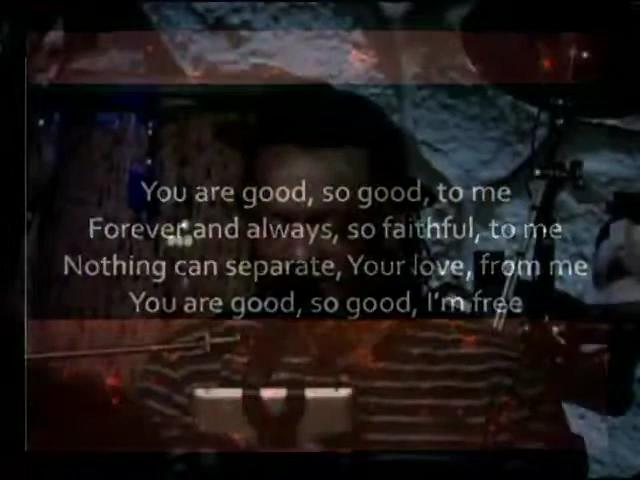 You are good, so good, to me
Forever and always, so faithful, to me
Nothing can separate, Your love, from me
You are good, so good, I'm free